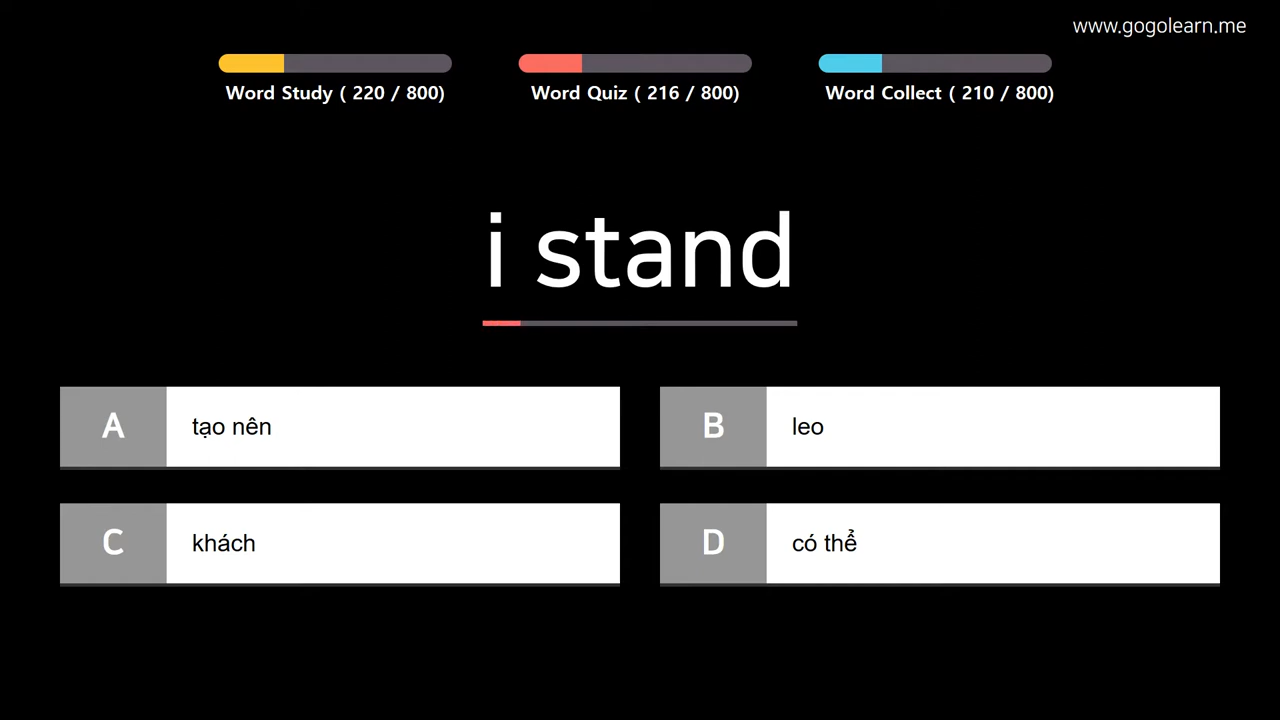 www.gogolearn.me
Word Study ( 220 / 800)
Word Quiz ( 216 / 800)
Word Collect ( 210 / 800)
i stand
A tạo nên
B leo
C khách
D có thể